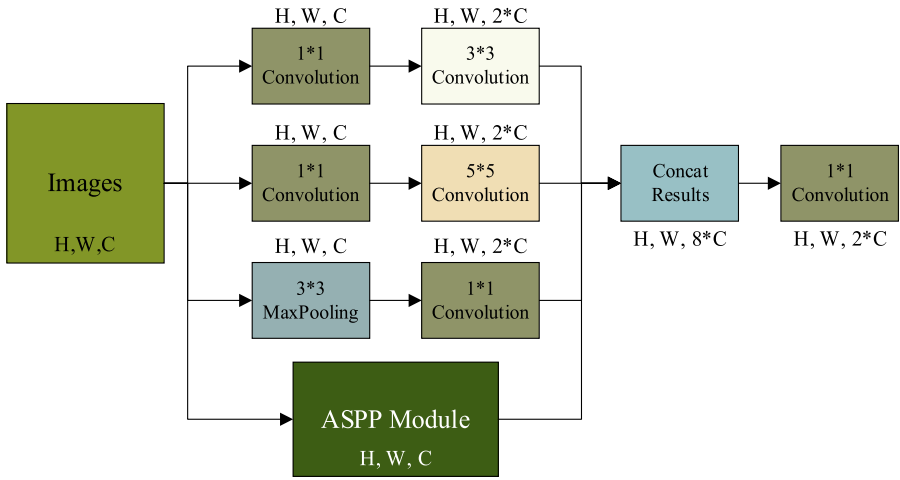 H, W, C
H, W, 2*C
1*1
Convolution
3*3
Convolution
Images
H,W,C
H, W, C
H, W, 2*C
1*1
Convolution
5*5
Convolution
Concat
Results
H, W, 8*C
1*1
Convolution
H, W, 2*C
H, W, C
H, W, 2*C
3*3
MaxPooling
1*1
Convolution
ASPP Module
H, W, C